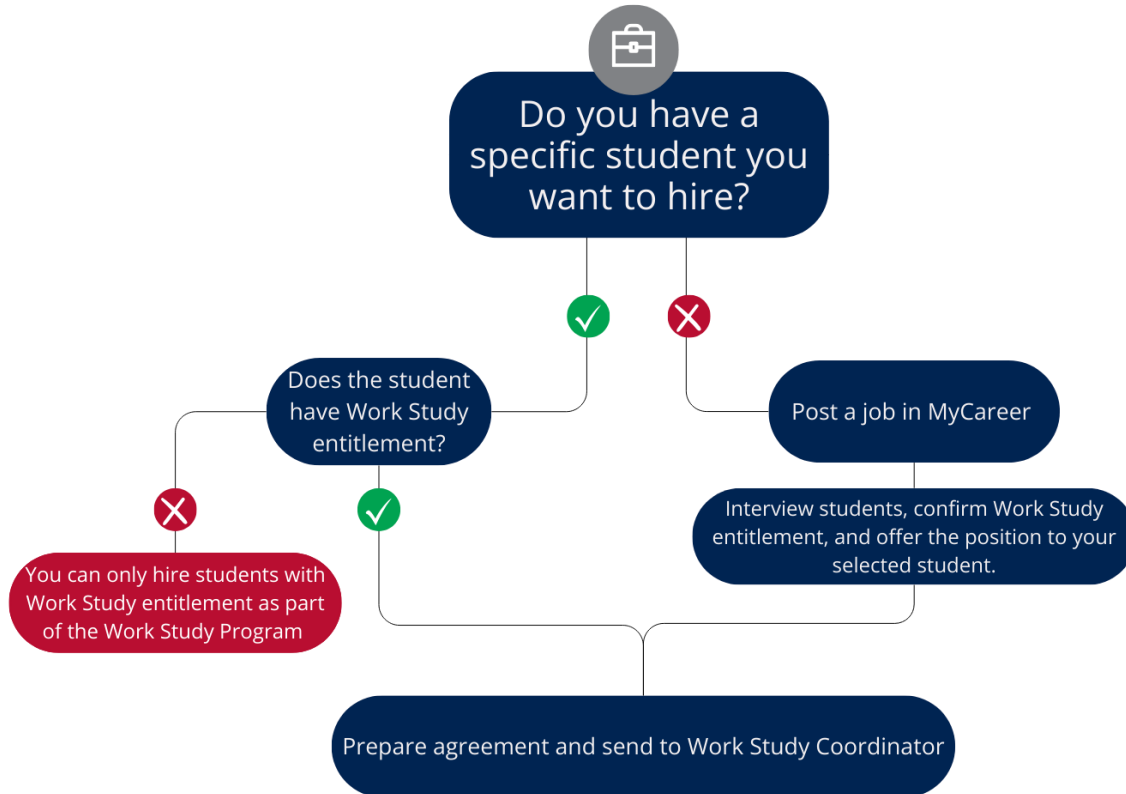 Do you have a
specific student you
want to hire?
Does the student
have Work Study
entitlement?
Post a job in MyCareer
Interview students, confirm Work Study
entitlement, and offer the position to your
selected student.
You can only hire students with
Work Study entitlement as part
of the Work Study Program
Prepare agreement and send to Work Study Coordinator